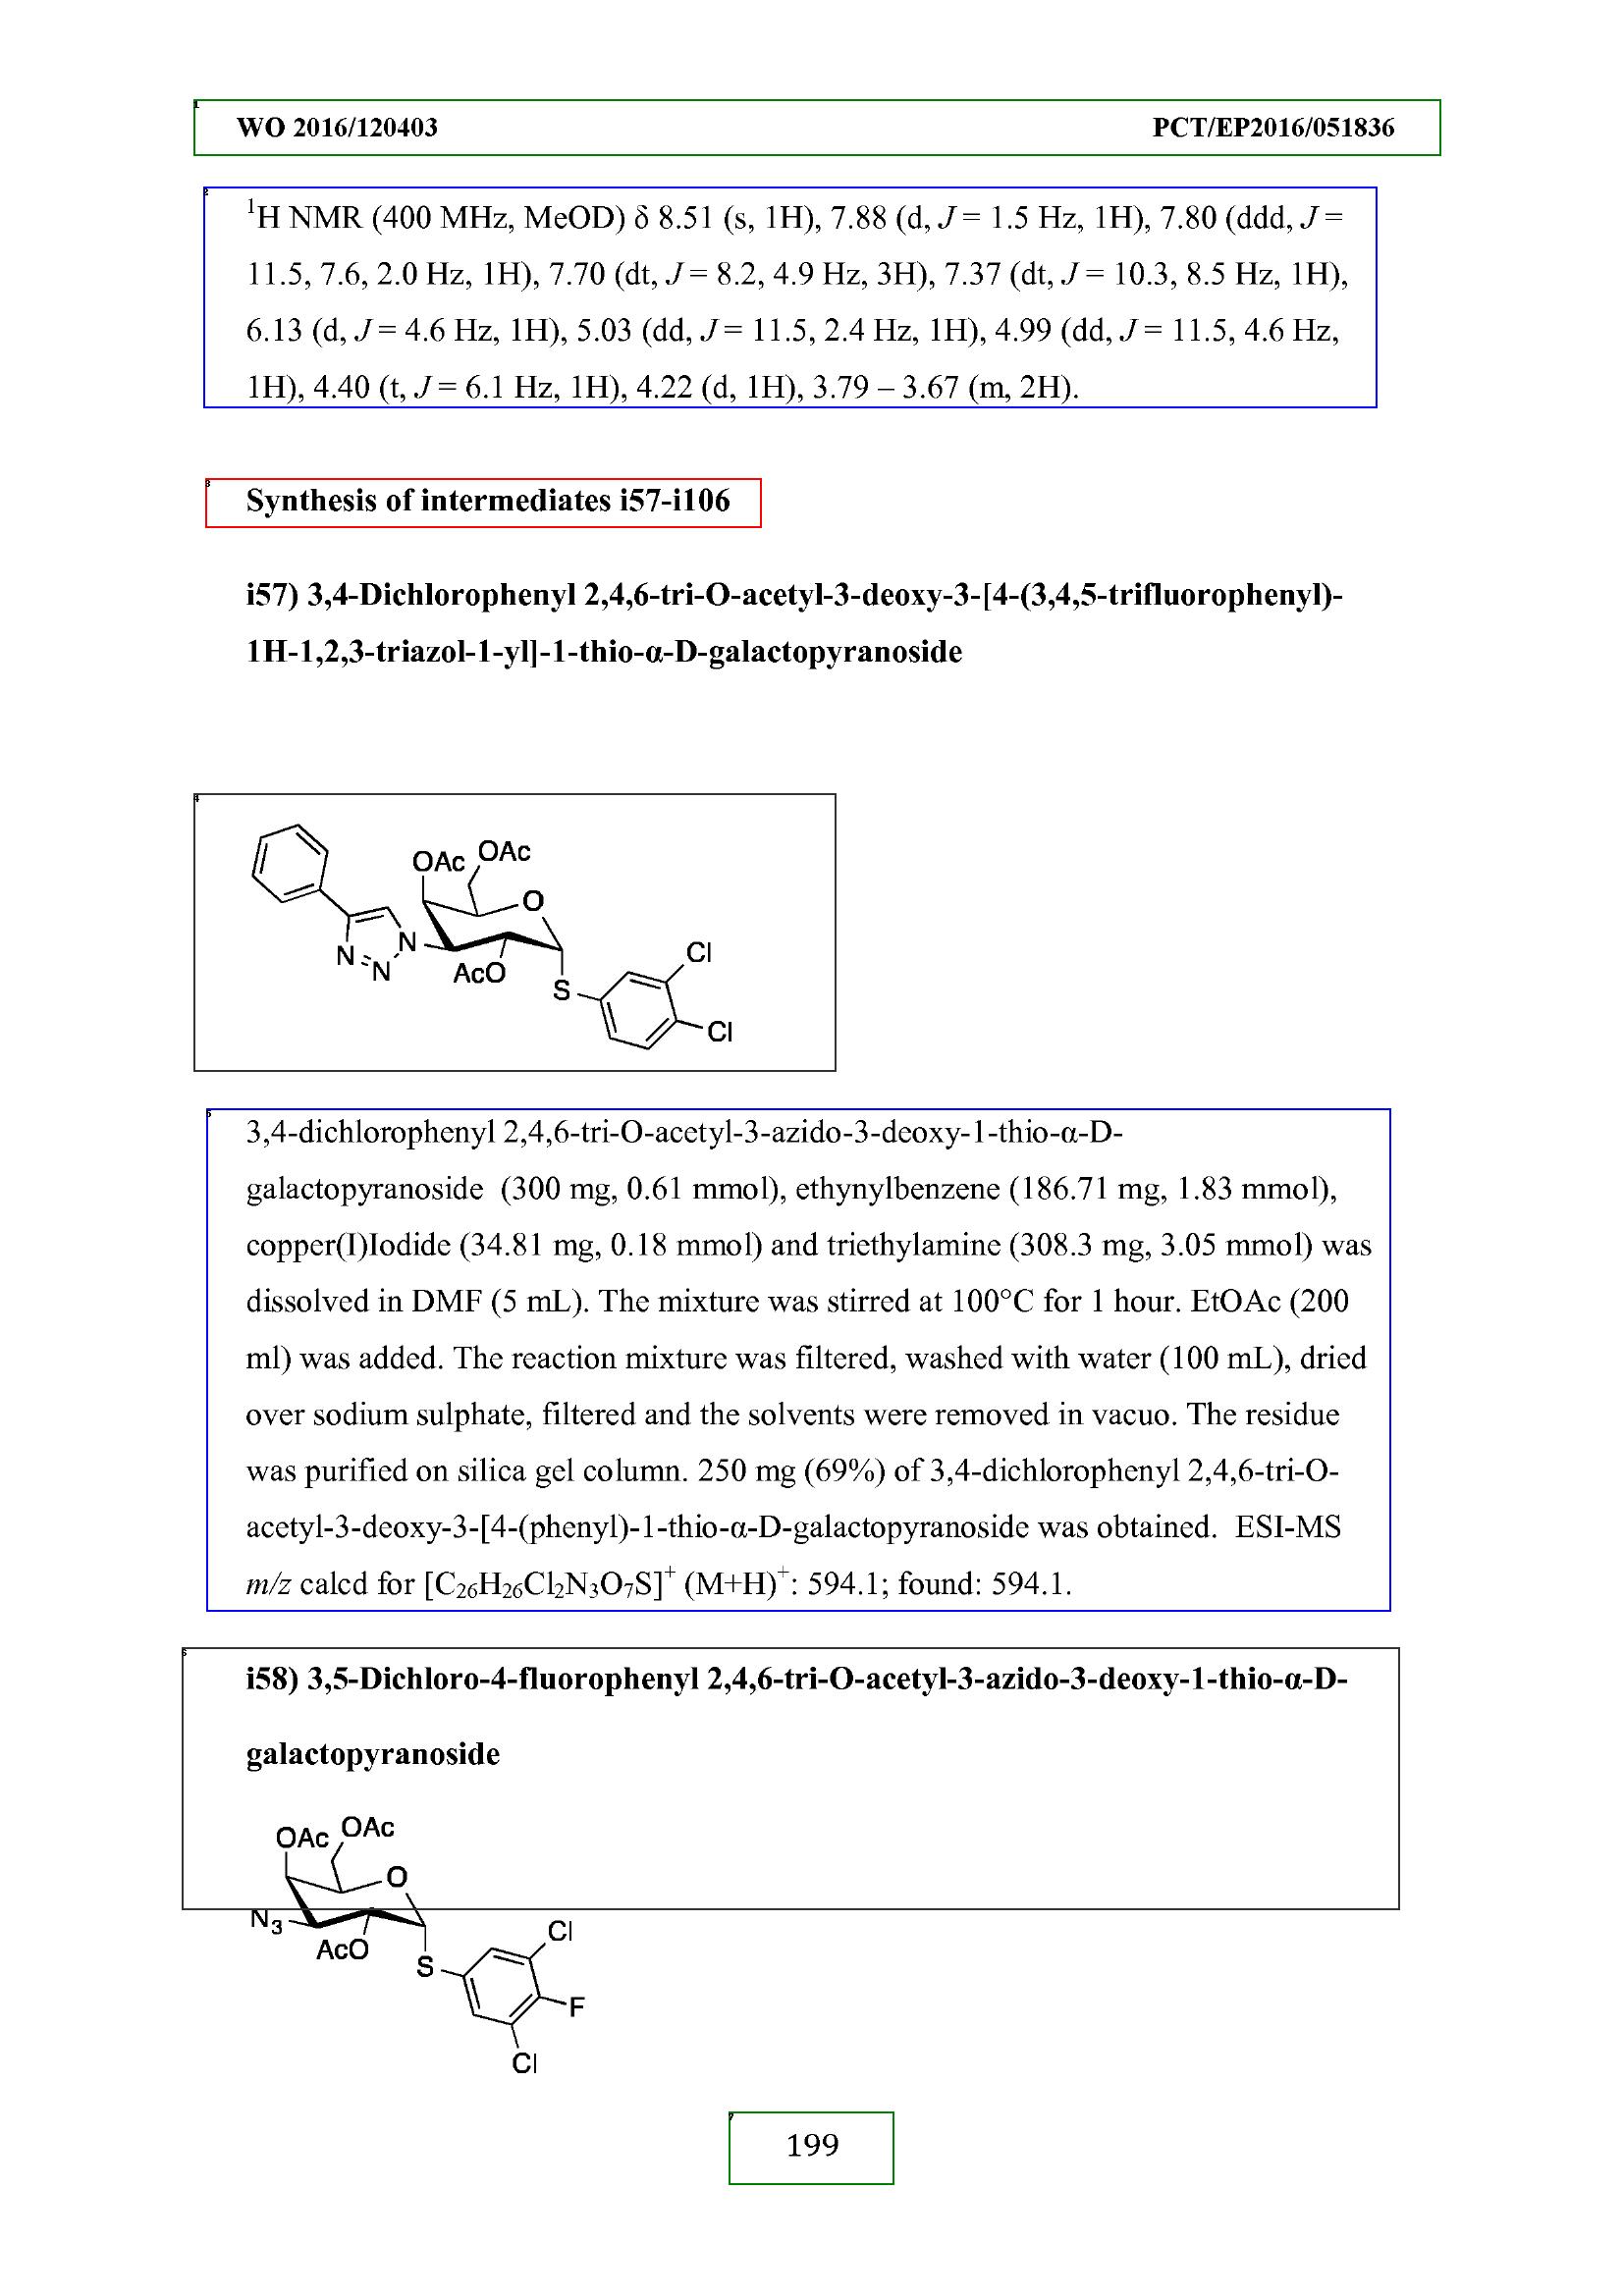 WO 2016/120403 PCT/EP2016/051836
¹H NMR (400 MHz, MeOD) δ 8.51 (s, 1H), 7.88 (d, J = 1.5 Hz, 1H), 7.80 (ddd, J =
11.5, 7.6, 2.0 Hz, 1H), 7.70 (dt, J = 8.2, 4.9 Hz, 3H), 7.37 (dt, J = 10.3, 8.5 Hz, 1H),
6.13 (d, J = 4.6 Hz, 1H), 5.03 (dd, J = 11.5, 2.4 Hz, 1H), 4.99 (dd, J = 11.5, 4.6 Hz,
1H), 4.40 (t, J = 6.1 Hz, 1H), 4.22 (d, 1H), 3.79 – 3.67 (m, 2H).
Synthesis of intermediates i57-i106
i57) 3,4-Dichlorophenyl 2,4,6-tri-O-acetyl-3-deoxy-3-[4-(3,4,5-trifluorophenyl)-
1H-1,2,3-triazol-1-yl]-1-thio-α-D-galactopyranoside
OAc OAc
O
N N N
AcO
S
Cl
Cl
3,4-dichlorophenyl 2,4,6-tri-O-acetyl-3-azido-3-deoxy-1-thio-α-D-
galactopyranoside (300 mg, 0.61 mmol), ethynylbenzene (186.71 mg, 1.83 mmol),
copper(I)Iodide (34.81 mg, 0.18 mmol) and triethylamine (308.3 mg, 3.05 mmol) was
dissolved in DMF (5 mL). The mixture was stirred at 100°C for 1 hour. EtOAc (200
ml) was added. The reaction mixture was filtered, washed with water (100 mL), dried
over sodium sulphate, filtered and the solvents were removed in vacuo. The residue
was purified on silica gel column. 250 mg (69%) of 3,4-dichlorophenyl 2,4,6-tri-O-
acetyl-3-deoxy-3-[4-(phenyl)-1-thio-α-D-galactopyranoside was obtained. ESI-MS
m/z calcd for [C₂₆H₂₆Cl₂N₃O₇S]⁺ (M+H)⁺: 594.1; found: 594.1.
i58) 3,5-Dichloro-4-fluorophenyl 2,4,6-tri-O-acetyl-3-azido-3-deoxy-1-thio-α-D-
galactopyranoside
OAc OAc
O
N₃
AcO
S
Cl
F
Cl
199